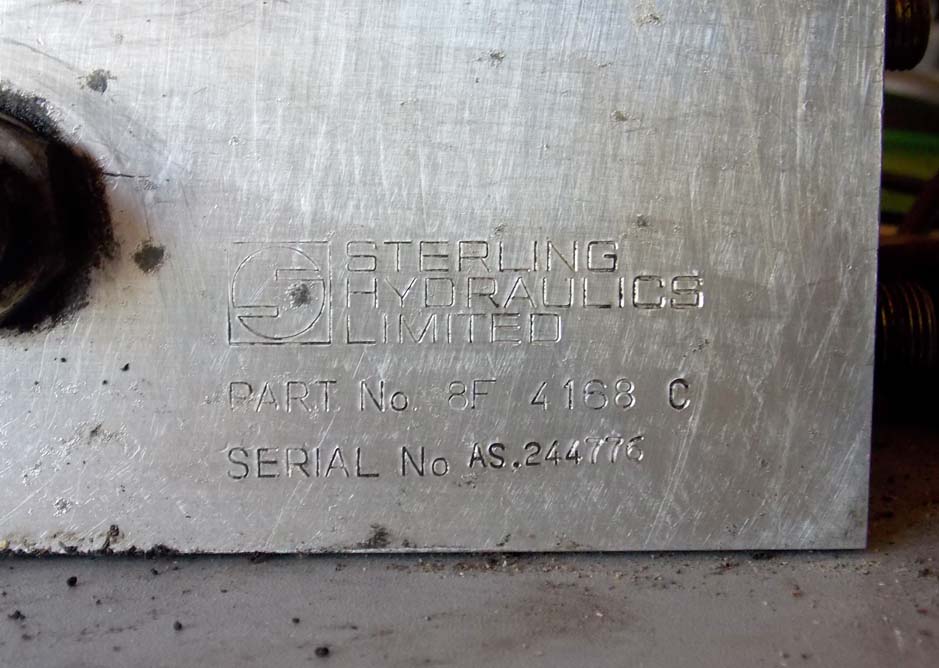 STERLING
HYDRAULICS
LIMITED
PART No. 8F 4168 C
SERIAL No AS.244776